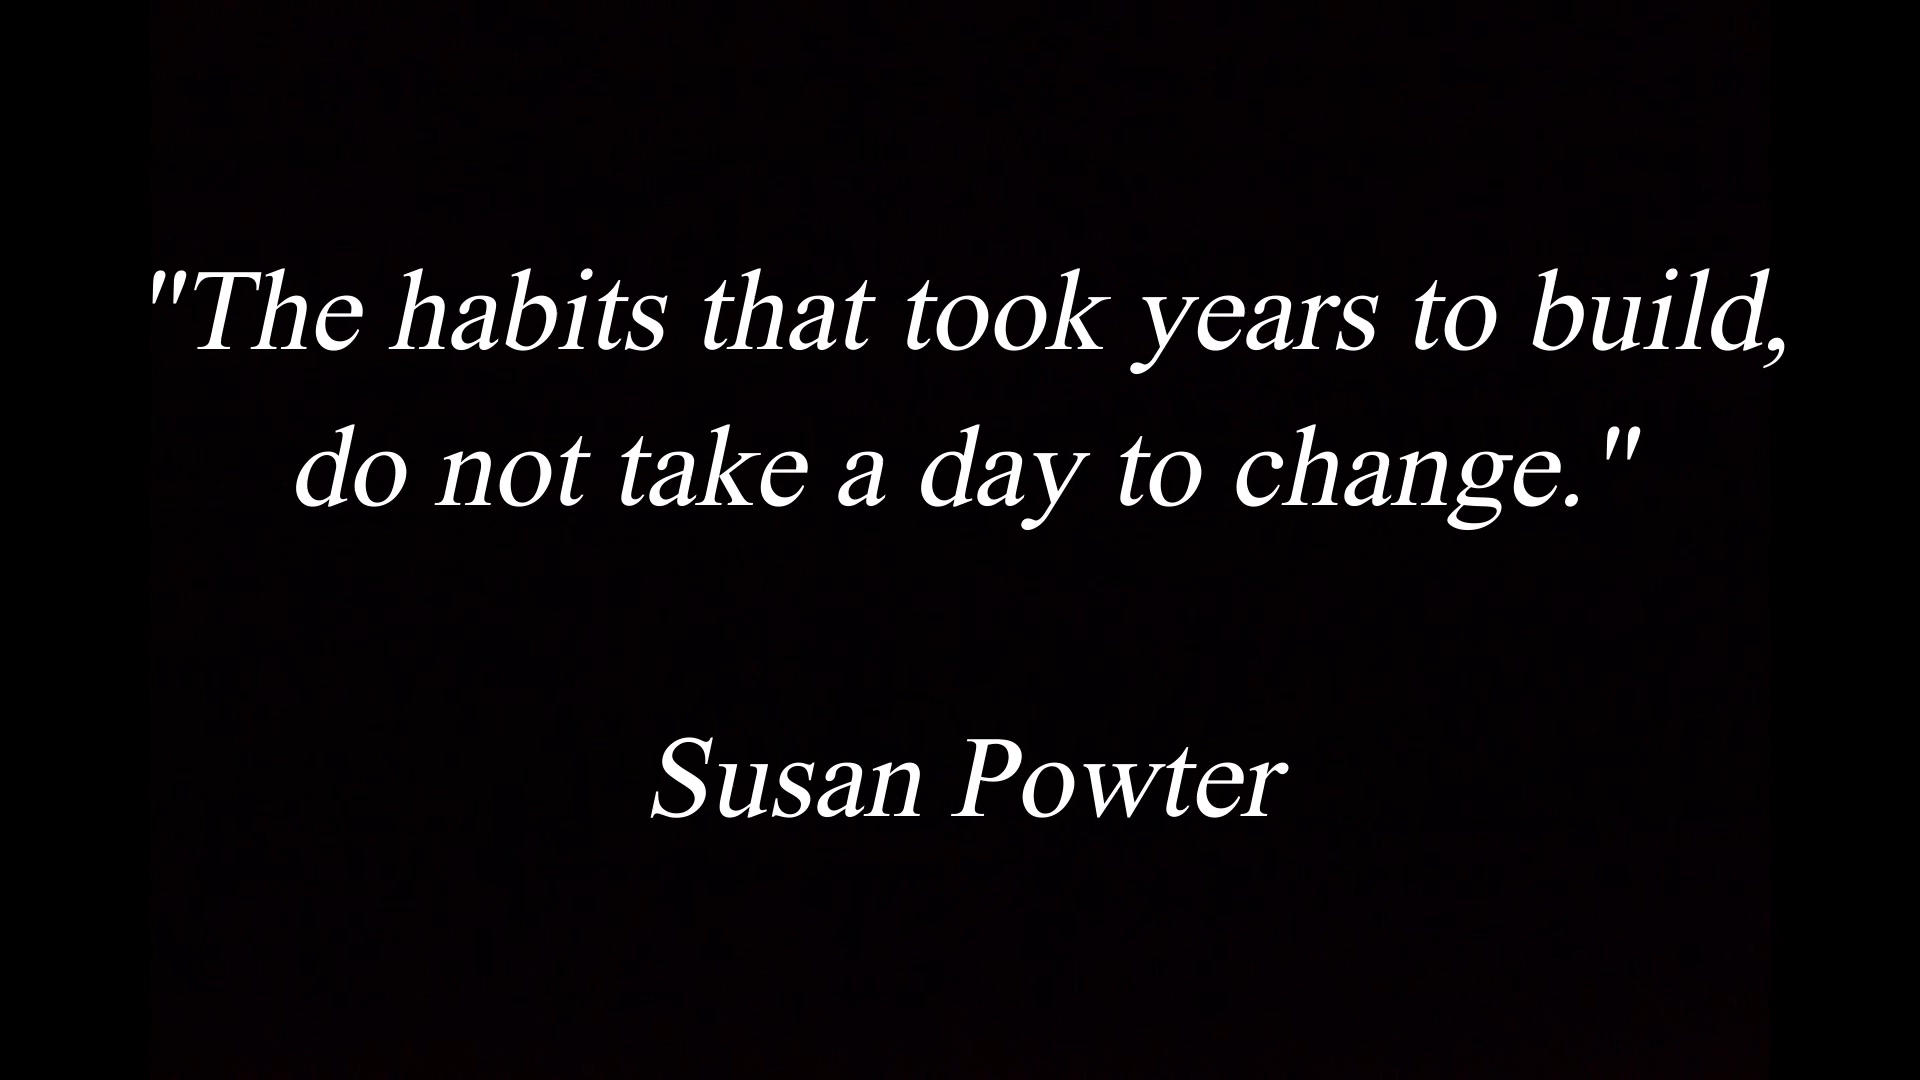 "The habits that took years to build,
do not take a day to change."
Susan Powter